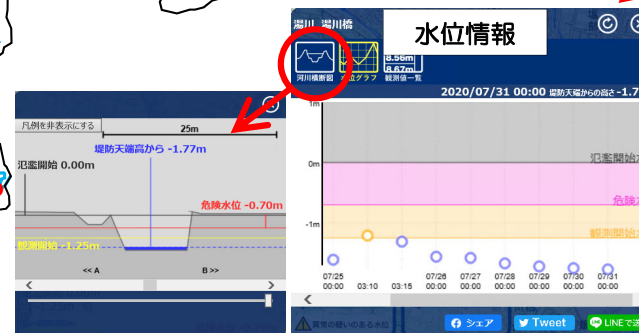 湯川 湯川橋
水位情報
8.56m
8.67m
河川横断図
水位グラフ
観測値一覧
2020/07/31 00:00 堤防天端からの高さ -1.7
凡例を非表示にする
25m
堤防天端高から -1.77m
氾濫開始 0.00m
危険水位 -0.70m
観測開始 -1.25m
<< A
B >>
1m
0m
-1m
氾濫開始水
危険水
観測開始水
07/25 00:00
03:10
03:15
07/26 00:00
07/27 00:00
07/28 00:00
07/29 00:00
07/30 00:00
07/31 00:00
異常の疑いのある水位
シェア
Tweet
LINEで送